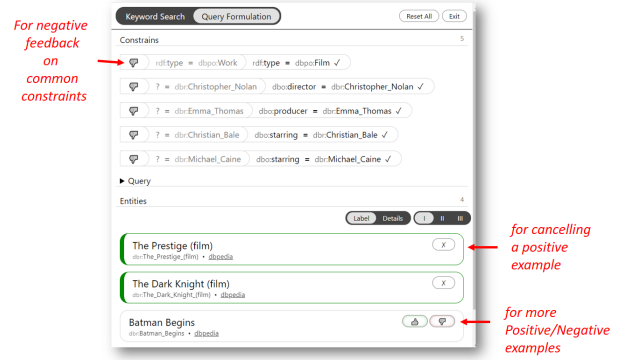 For negative
feedback
on
common
constraints
Keyword Search Query Formulation Reset All Exit
Constrains 5
rdf:type = dbpo:Work rdf:type = dbpo:Film ✓
? = dbr:Christopher_Nolan dbo:director = dbr:Christopher_Nolan ✓
? = dbr:Emma_Thomas dbo:producer = dbr:Emma_Thomas ✓
? = dbr:Christian_Bale dbo:starring = dbr:Christian_Bale ✓
? = dbr:Michael_Caine dbo:starring = dbr:Michael_Caine ✓
▶ Query
Entities 4
Label Details I II III
The Prestige (film) X
dbr:The_Prestige_(film) • dbpedia
for cancelling
a positive
example
The Dark Knight (film) X
dbr:The_Dark_Knight_(film) • dbpedia
Batman Begins
dbr:Batman_Begins • dbpedia
for more
Positive/Negative
examples